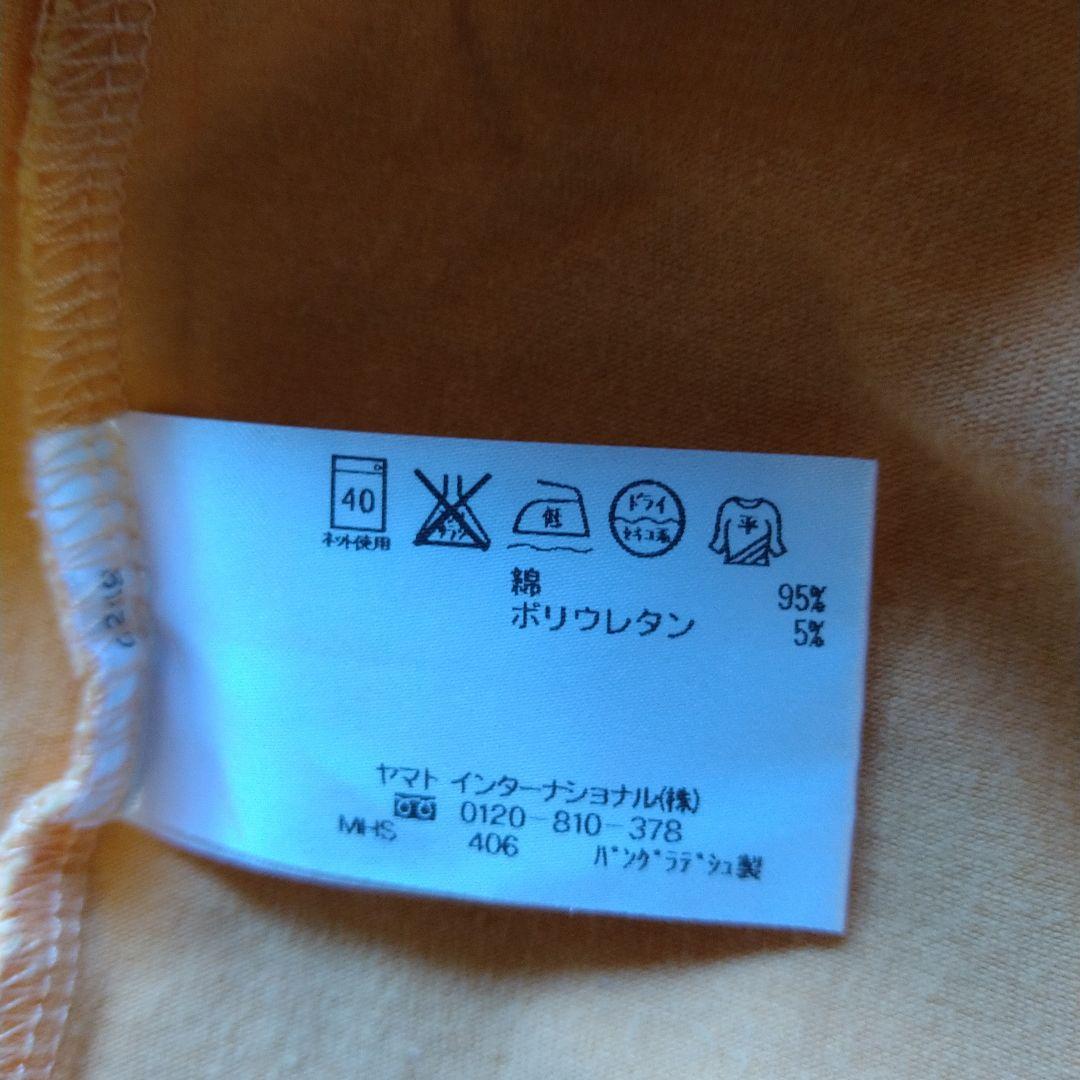 40
ネット使用
低
ドライ
セキユ系
平
綿 95%
ポリウレタン 5%
ヤマト インターナショナル(株)
0120-810-378
MHS 406 バングラデシュ製